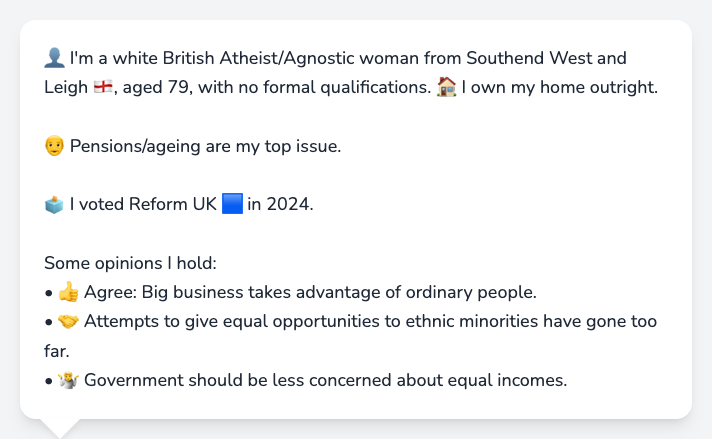 👤 I'm a white British Atheist/Agnostic woman from Southend West and
Leigh 🏴󠁧󠁢󠁥󠁮󠁧󠁿, aged 79, with no formal qualifications. 🏠 I own my home outright.
👴 Pensions/ageing are my top issue.
🗳️ I voted Reform UK 🟦 in 2024.
Some opinions I hold:
• 👍 Agree: Big business takes advantage of ordinary people.
• 🤝 Attempts to give equal opportunities to ethnic minorities have gone too
far.
• 🤷 Government should be less concerned about equal incomes.